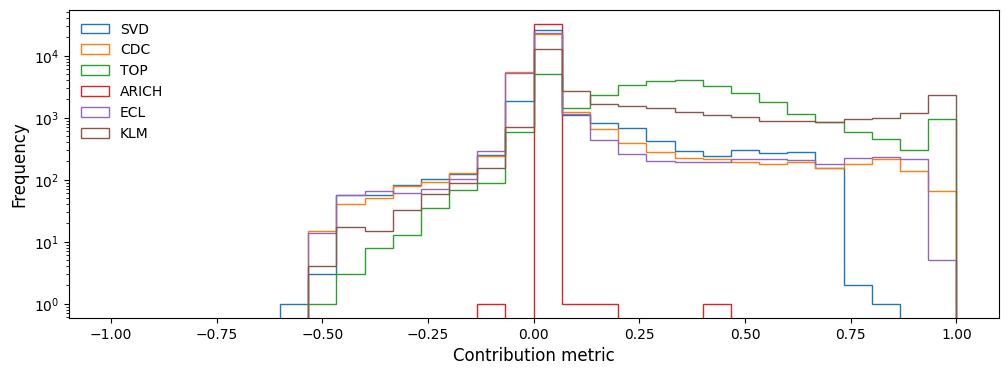 SVD
CDC
TOP
ARICH
ECL
KLM
Frequency
10⁴
10³
10²
10¹
10⁰
−1.00 −0.75 −0.50 −0.25 0.00 0.25 0.50 0.75 1.00
Contribution metric